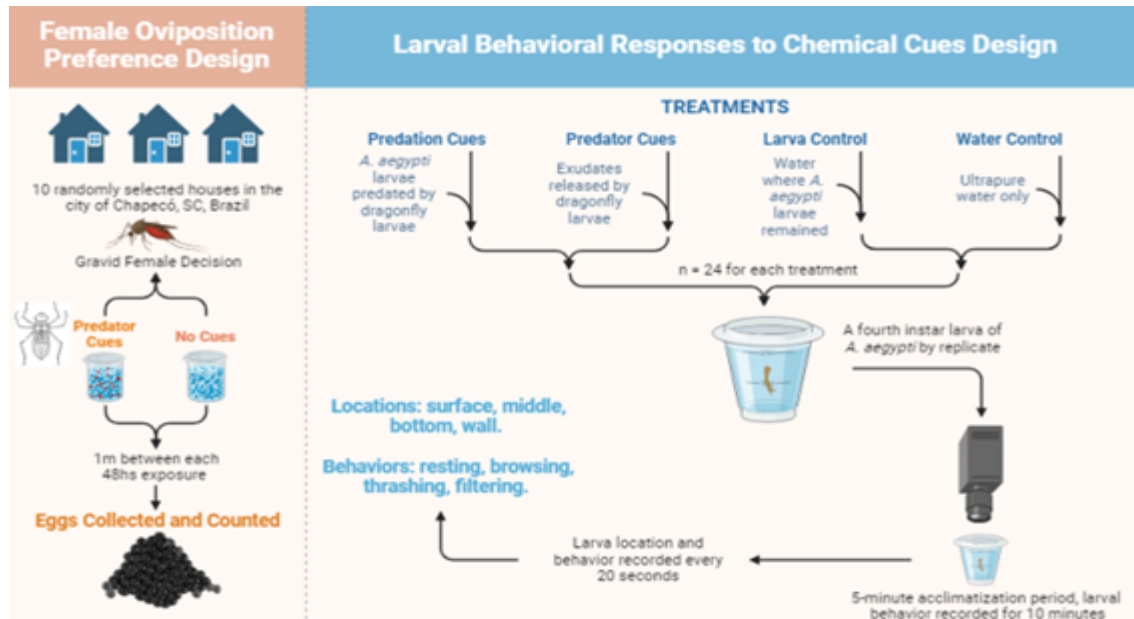 Female Oviposition
Preference Design
10 randomly selected houses in the
city of Chapecó, SC, Brazil
Gravid Female Decision
Predator
Cues
No Cues
1m between each
48hs exposure
Eggs Collected and Counted
Larval Behavioral Responses to Chemical Cues Design
TREATMENTS
Predation Cues
A. aegypti
larvae
predated by
dragonfly
larvae
Predator Cues
Exudates
released by
dragonfly
larvae
Larva Control
Water
where A.
aegypti
larvae
remained
Water Control
Ultrapure
water only
n = 24 for each treatment
A fourth instar larva of
A. aegypti by replicate
5-minute acclimatization period, larval
behavior recorded for 10 minutes
Larva location and
behavior recorded every
20 seconds
Locations: surface, middle,
bottom, wall.
Behaviors: resting, browsing,
thrashing, filtering.